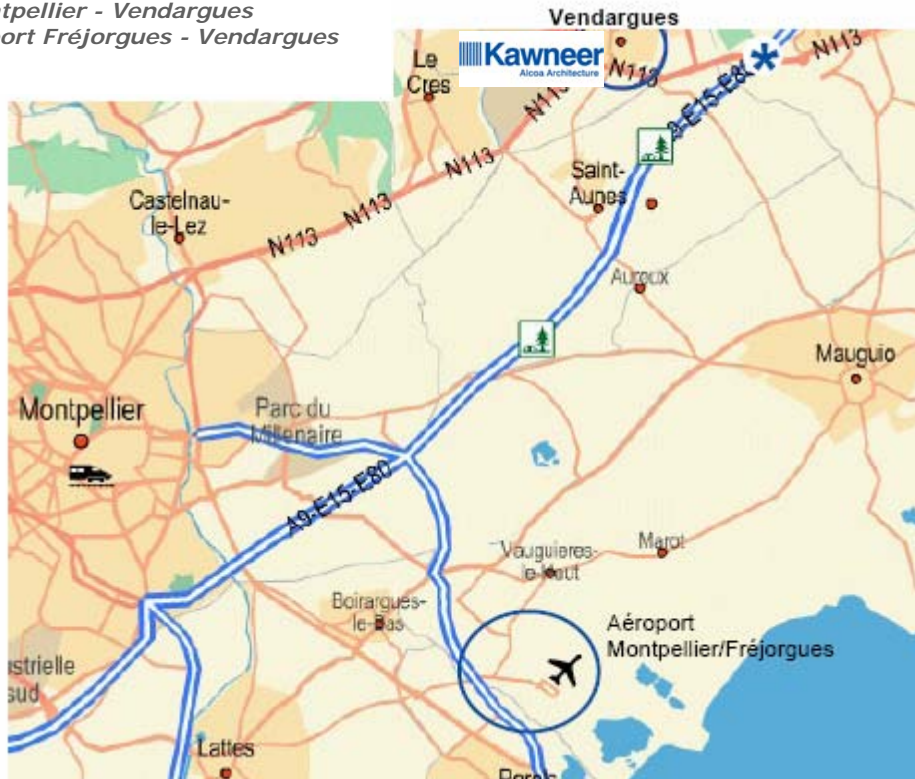 tpellier - Vendargues
port Fréjorgues - Vendargues
Vendargues
Kawneer
Alcoa Architecture
Le
Cres
N113
N113
N113
N113
N113
N113
Saint-
Aunes
Castelnau-
le-Lez
Auroux
Mauguio
Montpellier
Parc du
Millenaire
A9-E15-E80
Vauguieres-
le-Haut
Marot
Boirargues-
le-Bas
Aéroport
Montpellier/Fréjorgues
ustrielle
sud
Lattes